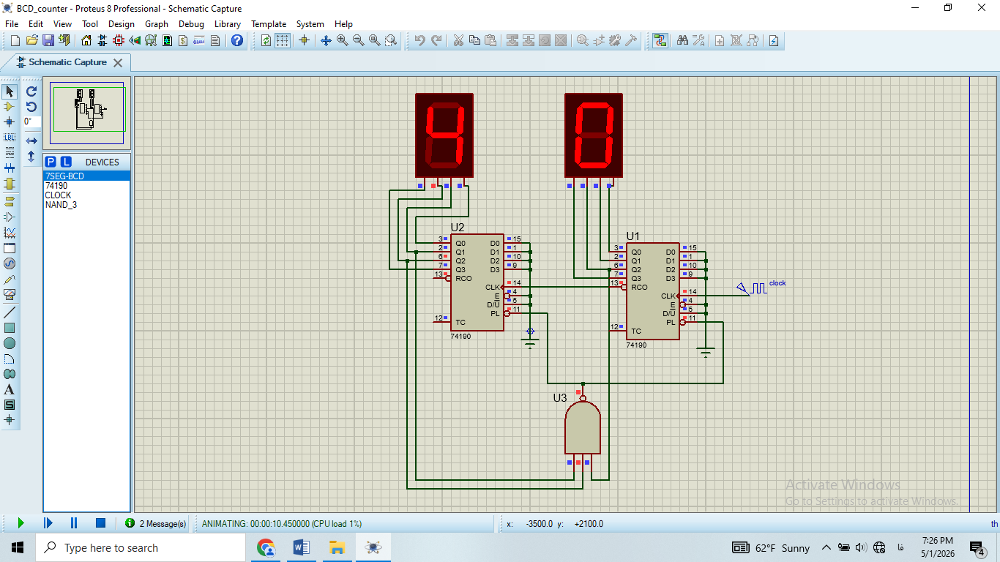 BCD_counter - Proteus 8 Professional - Schematic Capture
File Edit View Tool Design Graph Debug Library Template System Help
Schematic Capture
0°
P L DEVICES
7SEG-BCD
74190
CLOCK
NAND_3
LBL
A
S
U2
3 Q0 D0 15
2 Q1 D1 1
6 Q2 D2 10
7 Q3 D3 9
13 RCO
CLK 14
E 4
D/U 5
PL 11
12 TC
74190
U1
3 Q0 D0 15
2 Q1 D1 1
6 Q2 D2 10
7 Q3 D3 9
13 RCO
CLK 14
E 4
D/U 5
PL 11
12 TC
74190
clock
U3
40
Activate Windows
Go to Settings to activate Windows.
2 Message(s) ANIMATING: 00:00:10.450000 (CPU load 1%) x: -3500.0 y: +2100.0 th
Type here to search
62°F Sunny
فا
7:26 PM
5/1/2026
4